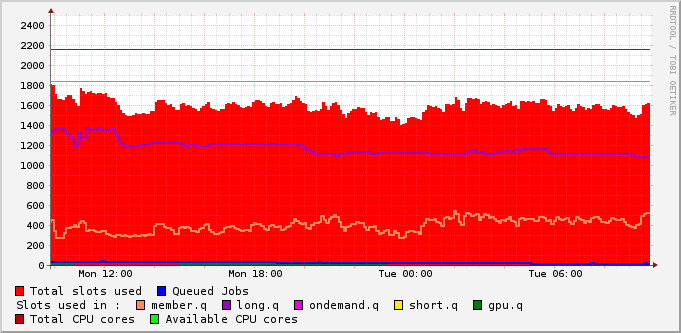 RRDTOOL / TOBI OETIKER
2400
2200
2000
1800
1600
1400
1200
1000
800
600
400
200
0
Mon 12:00 Mon 18:00 Tue 00:00 Tue 06:00
Total slots used Queued Jobs
Slots used in : member.q long.q ondemand.q short.q gpu.q
Total CPU cores Available CPU cores